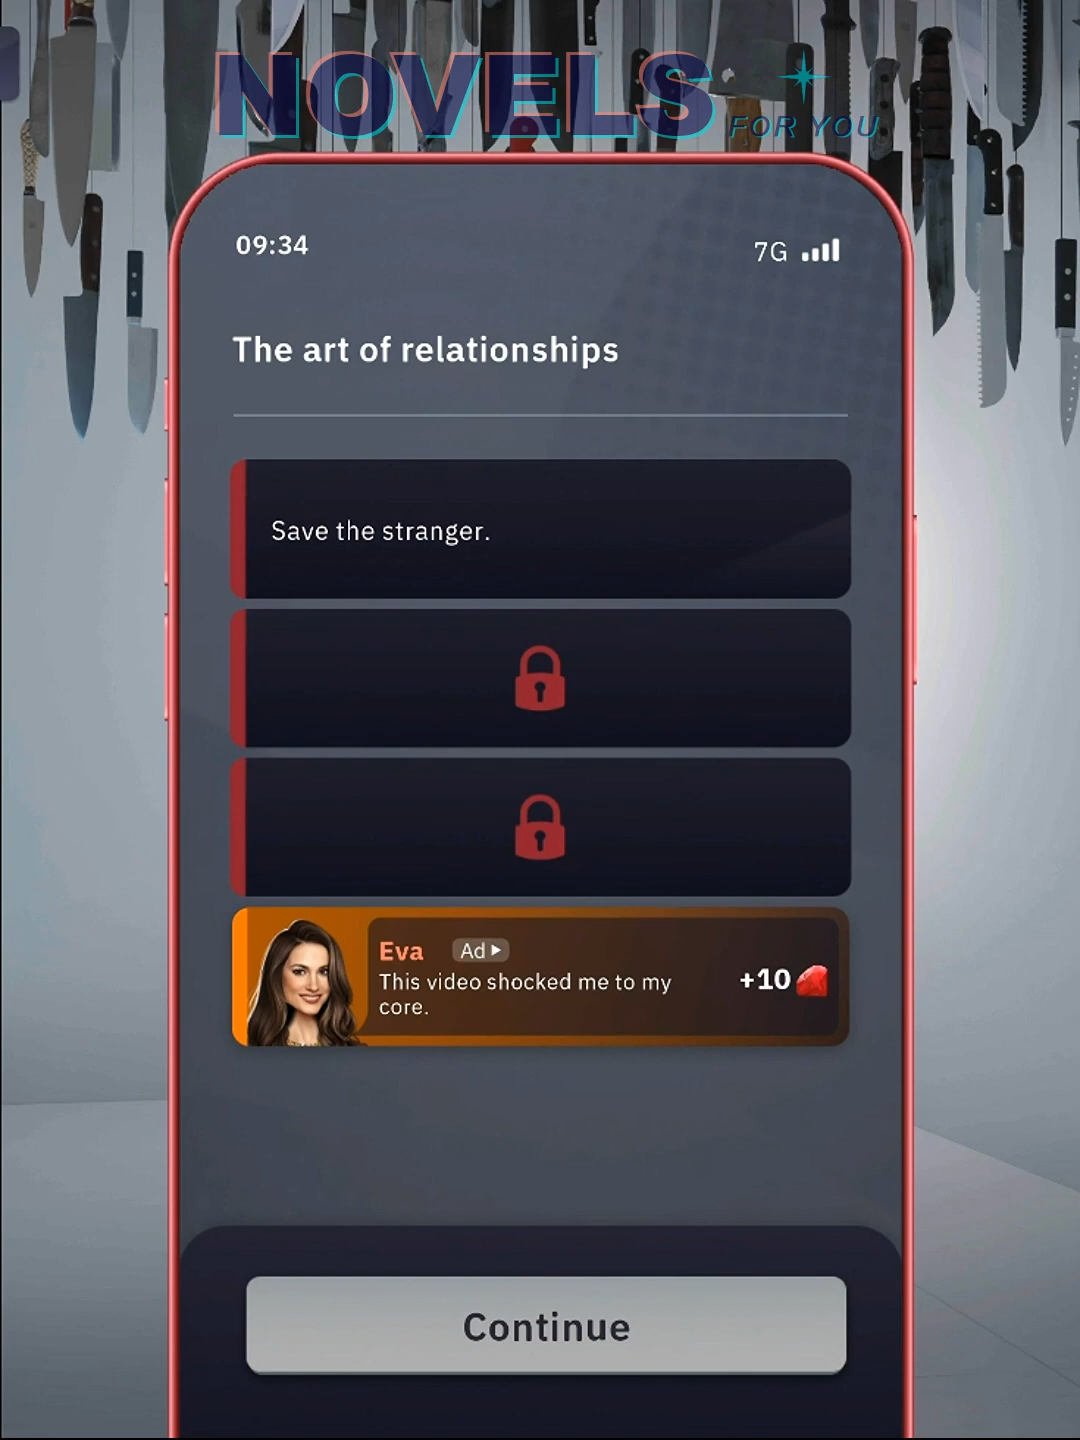 NOVELS
FOR YOU
09:34
7G
The art of relationships
Save the stranger.
Eva
Ad
This video shocked me to my
core.
+10
Continue